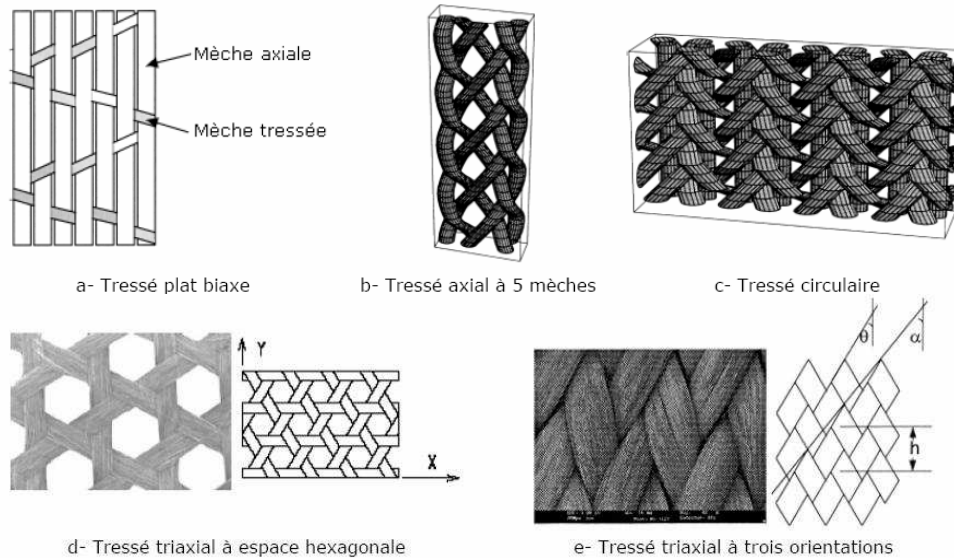 Mèche axiale
Mèche tressée
a- Tressé plat biaxe
b- Tressé axial à 5 mèches
c- Tressé circulaire
Y
X
θ
α
h
d- Tressé triaxial à espace hexagonale
e- Tressé triaxial à trois orientations